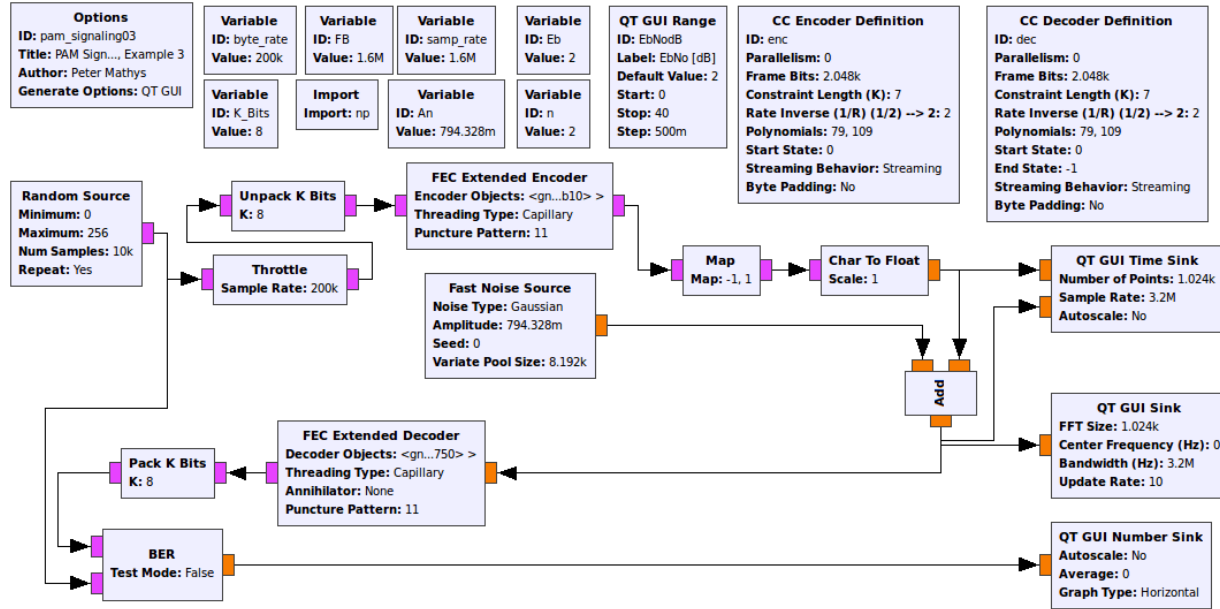 Options
ID: pam_signaling03
Title: PAM Sign..., Example 3
Author: Peter Mathys
Generate Options: QT GUI
Variable
ID: byte_rate
Value: 200k
Variable
ID: FB
Value: 1.6M
Variable
ID: samp_rate
Value: 1.6M
Variable
ID: Eb
Value: 2
QT GUI Range
ID: EbNodB
Label: EbNo [dB]
Default Value: 2
Start: 0
Stop: 40
Step: 500m
CC Encoder Definition
ID: enc
Parallelism: 0
Frame Bits: 2.048k
Constraint Length (K): 7
Rate Inverse (1/R) (1/2) --> 2: 2
Polynomials: 79, 109
Start State: 0
Streaming Behavior: Streaming
Byte Padding: No
CC Decoder Definition
ID: dec
Parallelism: 0
Frame Bits: 2.048k
Constraint Length (K): 7
Rate Inverse (1/R) (1/2) --> 2: 2
Polynomials: 79, 109
Start State: 0
End State: -1
Streaming Behavior: Streaming
Byte Padding: No
Variable
ID: K_Bits
Value: 8
Import
Import: np
Variable
ID: An
Value: 794.328m
Variable
ID: n
Value: 2
Random Source
Minimum: 0
Maximum: 256
Num Samples: 10k
Repeat: Yes
Unpack K Bits
K: 8
FEC Extended Encoder
Encoder Objects: <gn...b10> >
Threading Type: Capillary
Puncture Pattern: 11
Throttle
Sample Rate: 200k
Map
Map: -1, 1
Char To Float
Scale: 1
QT GUI Time Sink
Number of Points: 1.024k
Sample Rate: 3.2M
Autoscale: No
Fast Noise Source
Noise Type: Gaussian
Amplitude: 794.328m
Seed: 0
Variate Pool Size: 8.192k
Add
QT GUI Sink
FFT Size: 1.024k
Center Frequency (Hz): 0
Bandwidth (Hz): 3.2M
Update Rate: 10
FEC Extended Decoder
Decoder Objects: <gn...750> >
Threading Type: Capillary
Annihilator: None
Puncture Pattern: 11
Pack K Bits
K: 8
BER
Test Mode: False
QT GUI Number Sink
Autoscale: No
Average: 0
Graph Type: Horizontal